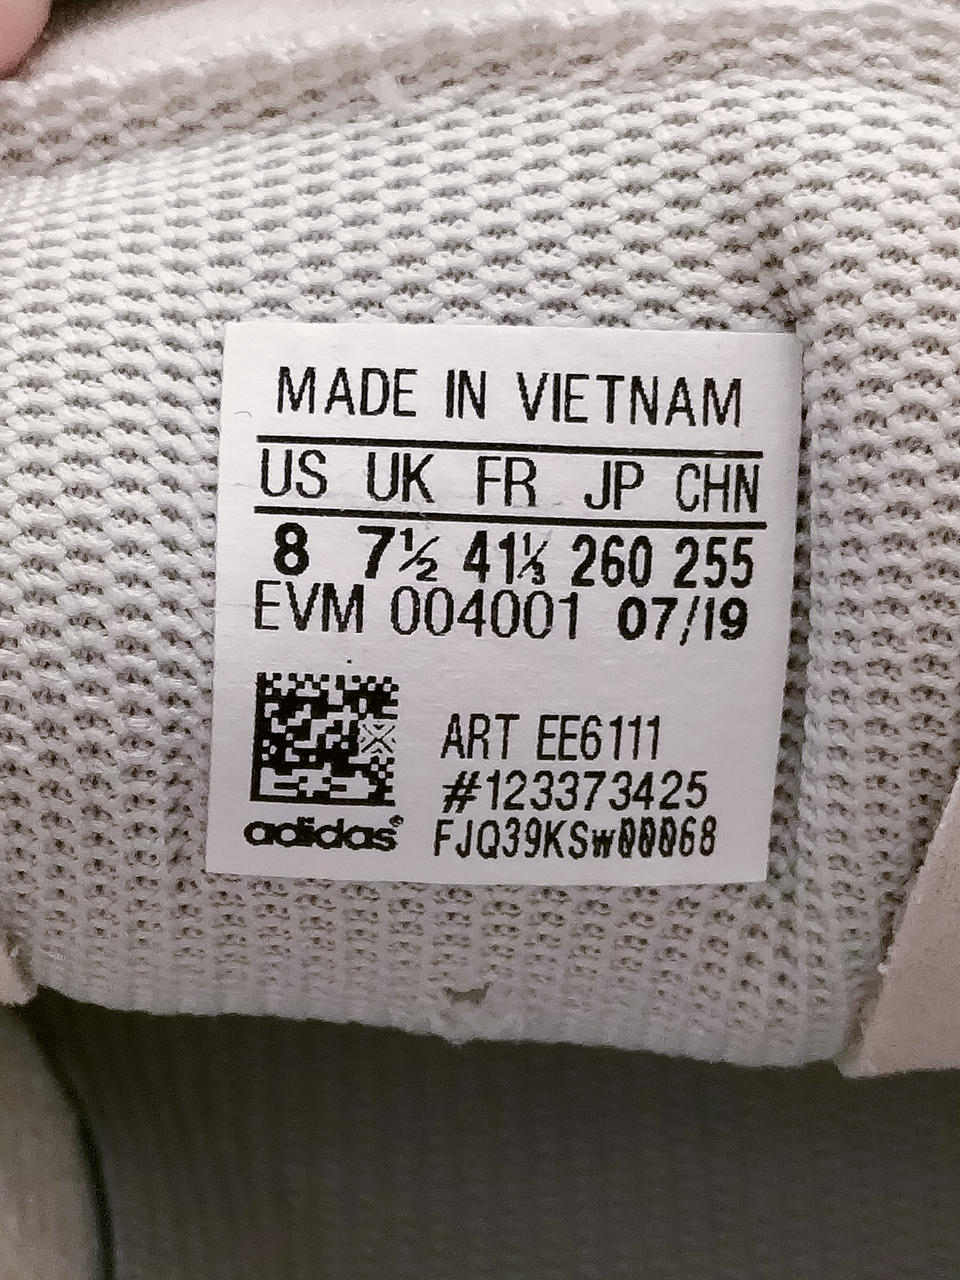 MADE IN VIETNAM
US UK FR JP CHN
8 7½ 41⅓ 260 255
EVM 004001 07/19
ART EE6111
#123373425
adidas®
FJQ39KSW00068